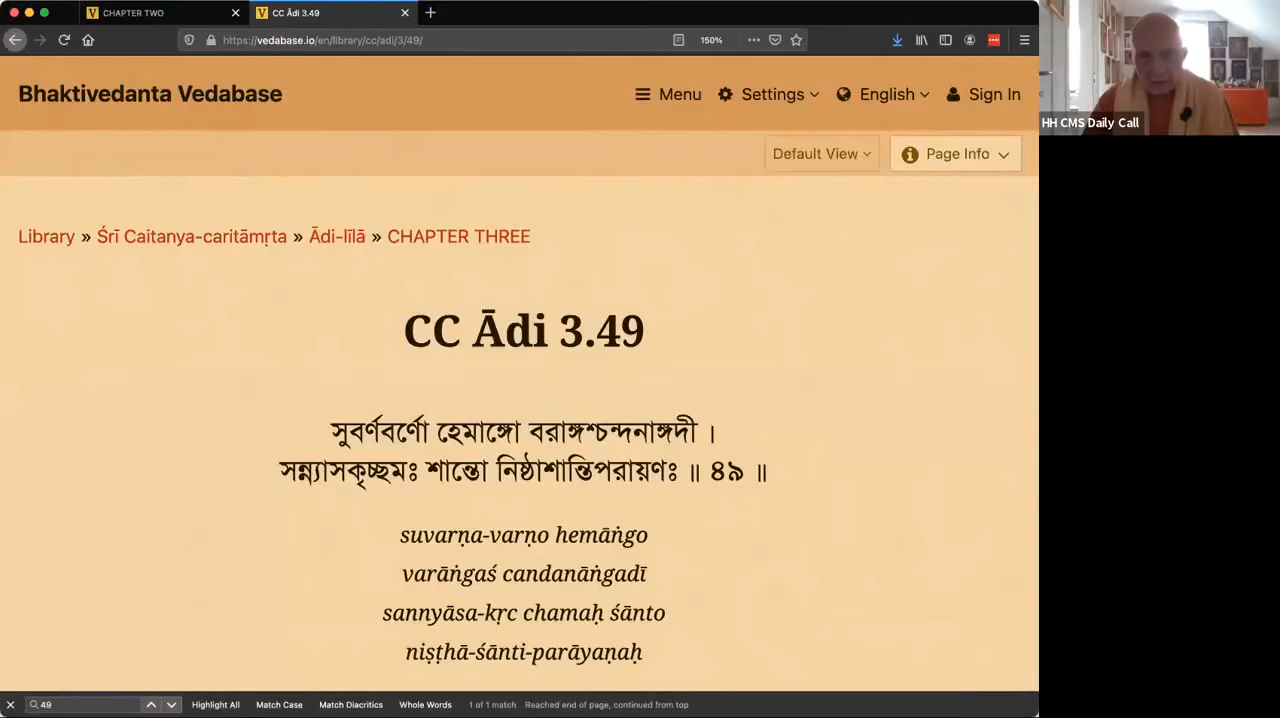 CHAPTER TWO
CC Ādi 3.49
https://vedabase.io/en/library/cc/adi/3/49/
150%
Bhaktivedanta Vedabase
Menu
Settings
English
Sign In
Default View
Page Info
Library » Śrī Caitanya-caritāmṛta » Ādi-līlā » CHAPTER THREE
CC Ādi 3.49
সুবর্ণবর্ণো হেমাঙ্গো বরাঙ্গশ্চন্দনাঙ্গদী ।
সন্ন্যাসকৃচ্ছমঃ শান্তো নিষ্ঠাশান্তিপরায়ণঃ ॥ ৪৯ ॥
suvarṇa-varṇo hemāṅgo
varāṅgaś candanāṅgadī
sannyāsa-kṛc chamaḥ śānto
niṣṭhā-śānti-parāyaṇaḥ
49
Highlight All
Match Case
Match Diacritics
Whole Words
1 of 1 match
Reached end of page, continued from top
HH CMS Daily Call